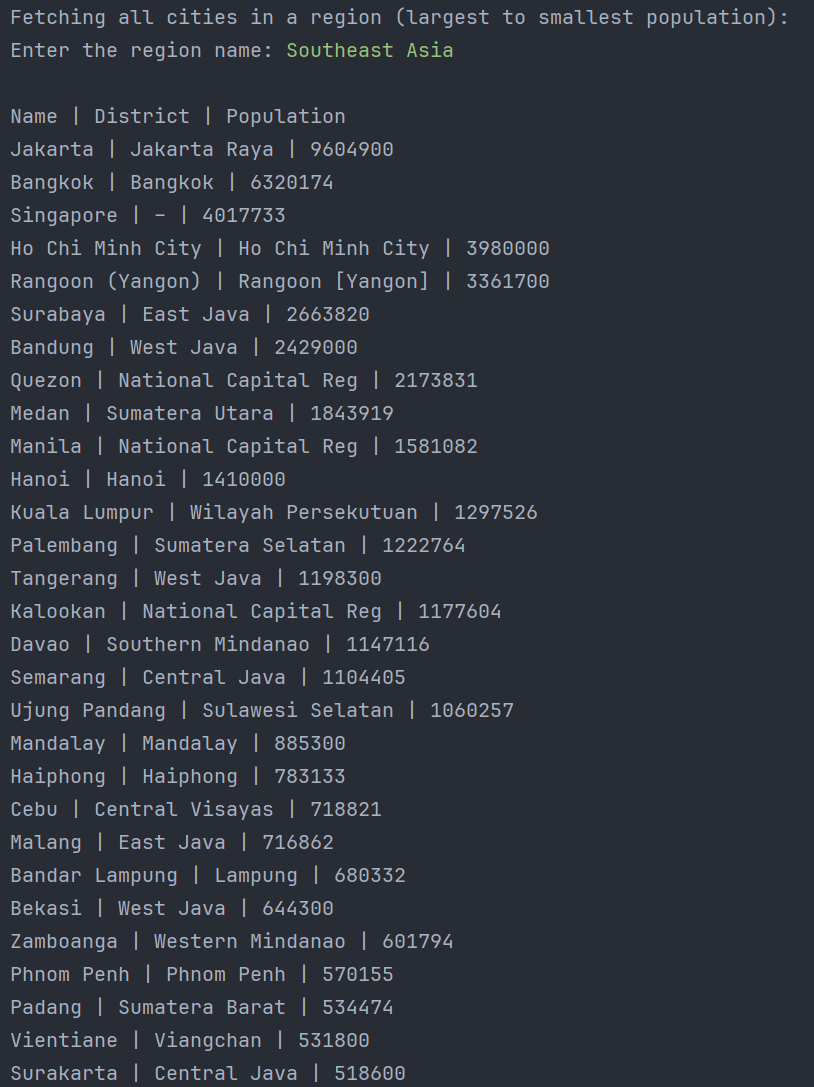 Fetching all cities in a region (largest to smallest population):
Enter the region name: Southeast Asia
Name | District | Population
Jakarta | Jakarta Raya | 9604900
Bangkok | Bangkok | 6320174
Singapore | – | 4017733
Ho Chi Minh City | Ho Chi Minh City | 3980000
Rangoon (Yangon) | Rangoon [Yangon] | 3361700
Surabaya | East Java | 2663820
Bandung | West Java | 2429000
Quezon | National Capital Reg | 2173831
Medan | Sumatera Utara | 1843919
Manila | National Capital Reg | 1581082
Hanoi | Hanoi | 1410000
Kuala Lumpur | Wilayah Persekutuan | 1297526
Palembang | Sumatera Selatan | 1222764
Tangerang | West Java | 1198300
Kalookan | National Capital Reg | 1177604
Davao | Southern Mindanao | 1147116
Semarang | Central Java | 1104405
Ujung Pandang | Sulawesi Selatan | 1060257
Mandalay | Mandalay | 885300
Haiphong | Haiphong | 783133
Cebu | Central Visayas | 718821
Malang | East Java | 716862
Bandar Lampung | Lampung | 680332
Bekasi | West Java | 644300
Zamboanga | Western Mindanao | 601794
Phnom Penh | Phnom Penh | 570155
Padang | Sumatera Barat | 534474
Vientiane | Viangchan | 531800
Surakarta | Central Java | 518600